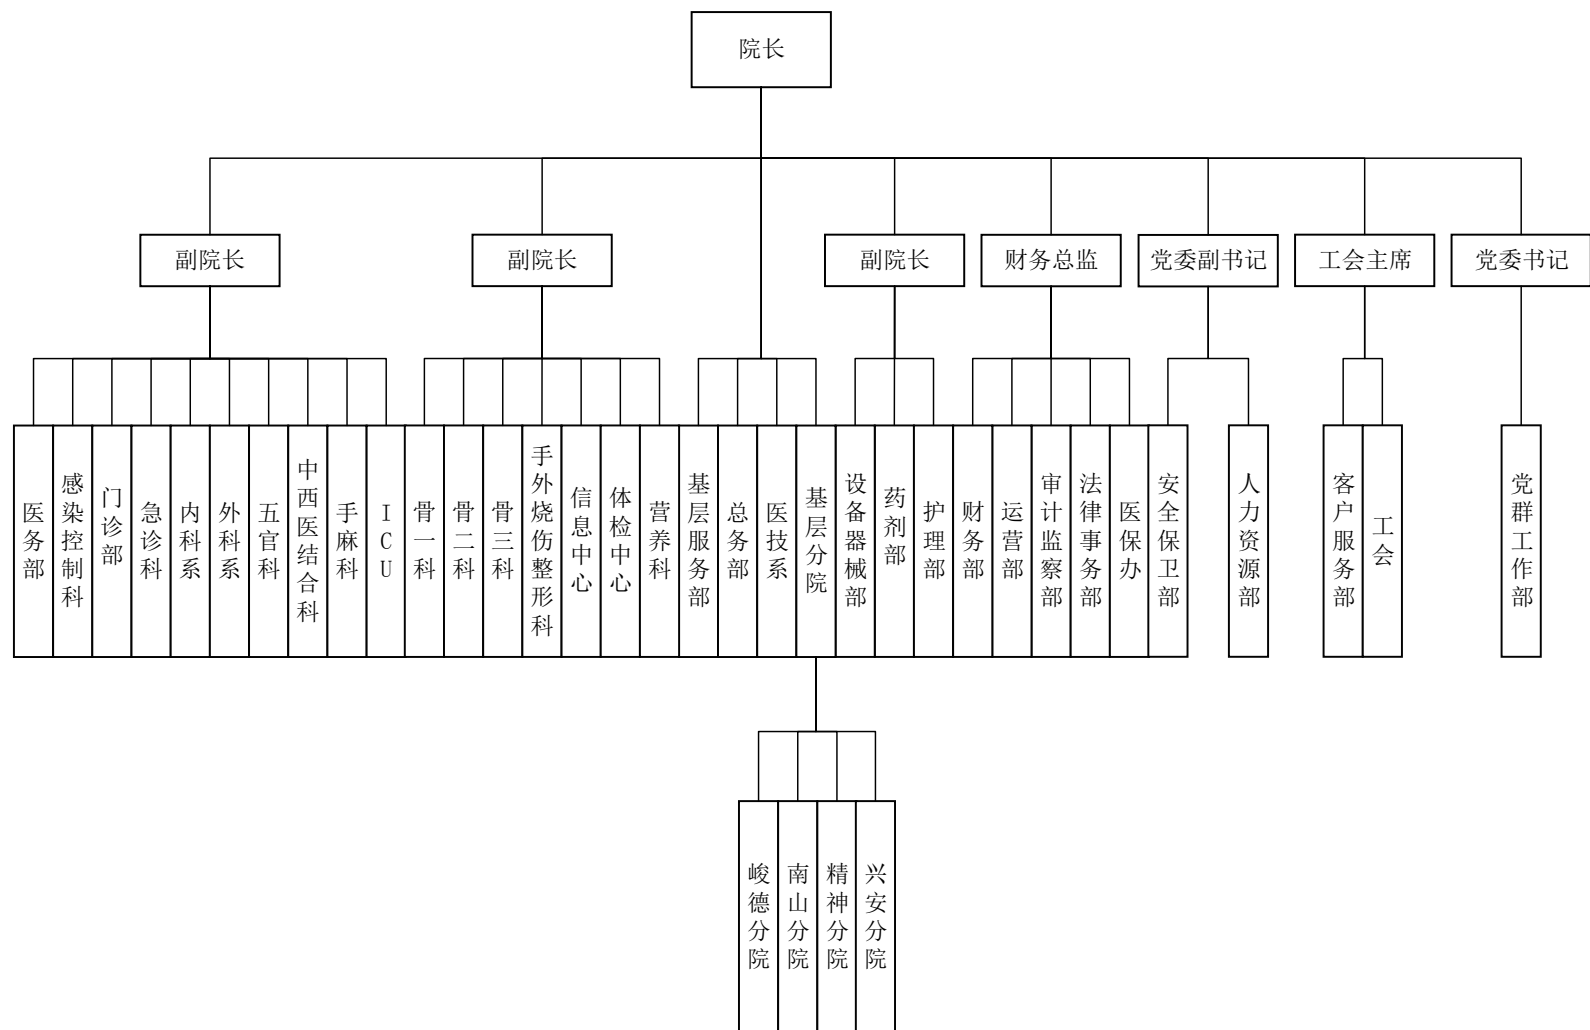 院长
副院长
副院长
副院长
财务总监
党委副书记
工会主席
党委书记
医务部
感染控制科
门诊部
急诊科
内科系
外科系
五官科
中西医结合科
手麻科
ICU
骨一科
骨二科
骨三科
手外烧伤整形科
信息中心
体检中心
营养科
基层服务部
总务部
医技系
基层分院
设备器械部
药剂部
护理部
财务部
运营部
审计监察部
法律事务部
医保办
安全保卫部
人力资源部
客户服务部
工会
党群工作部
峻德分院
南山分院
精神分院
兴安分院